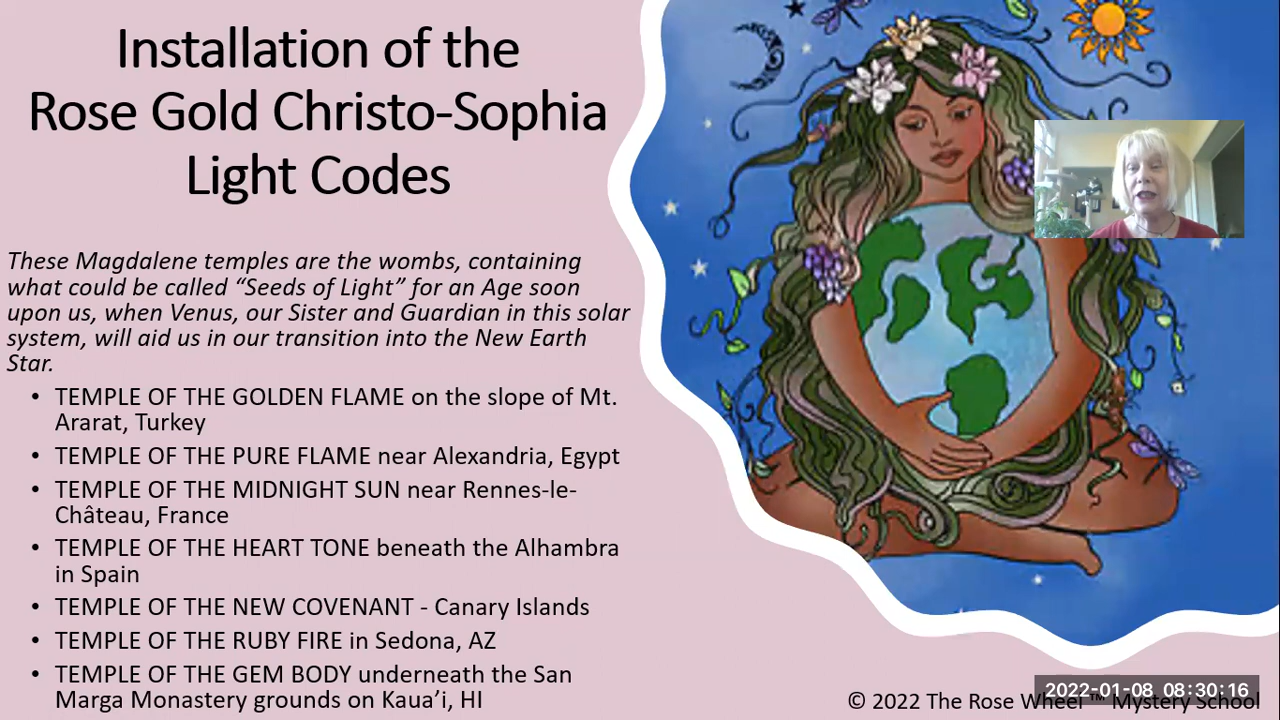 Installation of the
Rose Gold Christo-Sophia
Light Codes
These Magdalene temples are the wombs, containing
what could be called “Seeds of Light” for an Age soon
upon us, when Venus, our Sister and Guardian in this solar
system, will aid us in our transition into the New Earth
Star.
• TEMPLE OF THE GOLDEN FLAME on the slope of Mt.
Ararat, Turkey
• TEMPLE OF THE PURE FLAME near Alexandria, Egypt
• TEMPLE OF THE MIDNIGHT SUN near Rennes-le-
Château, France
• TEMPLE OF THE HEART TONE beneath the Alhambra
in Spain
• TEMPLE OF THE NEW COVENANT - Canary Islands
• TEMPLE OF THE RUBY FIRE in Sedona, AZ
• TEMPLE OF THE GEM BODY underneath the San
Marga Monastery grounds on Kaua’i, HI
2022-01-08 08:30:16
© 2022 The Rose Wheel™ Mystery School